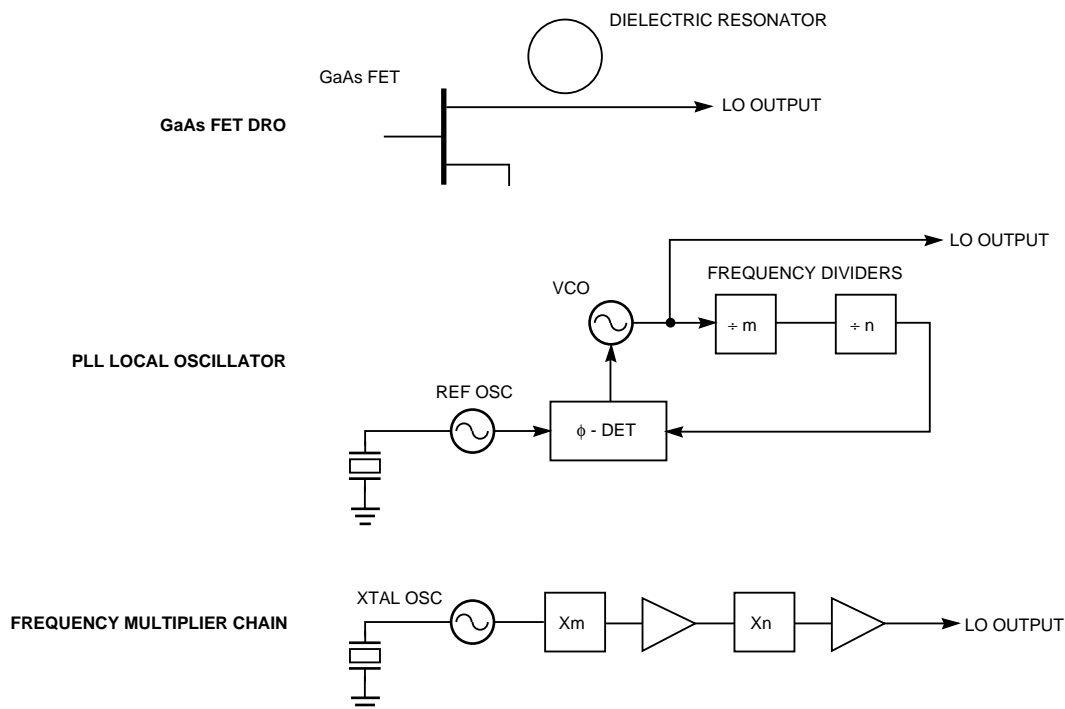 DIELECTRIC RESONATOR
GaAs FET
LO OUTPUT
GaAs FET DRO
LO OUTPUT
FREQUENCY DIVIDERS
VCO
÷ m
÷ n
PLL LOCAL OSCILLATOR
REF OSC
ϕ - DET
XTAL OSC
FREQUENCY MULTIPLIER CHAIN
Xm
Xn
LO OUTPUT